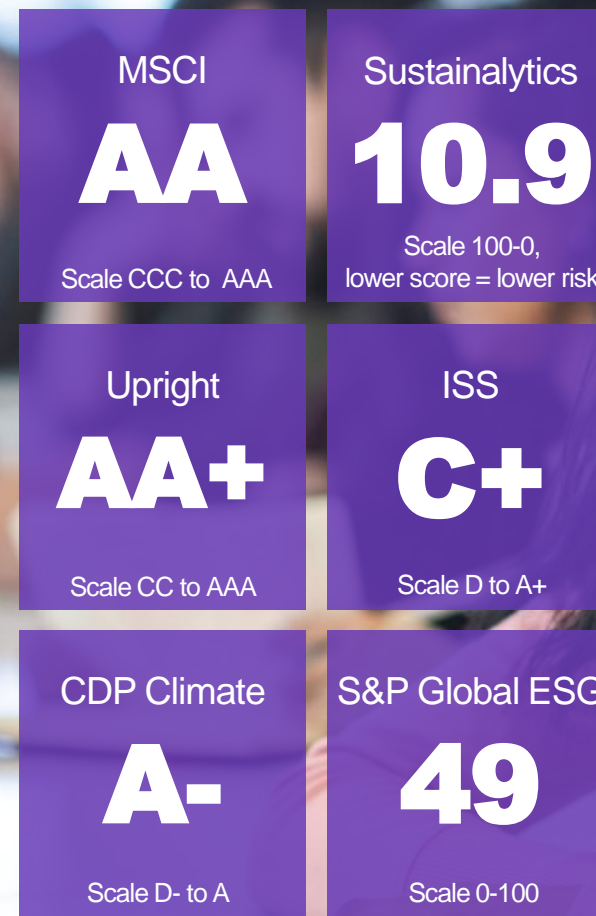 MSCI
AA
Scale CCC to AAA
Sustainalytics
10.9
Scale 100-0,
lower score = lower risk
Upright
AA+
Scale CC to AAA
ISS
C+
Scale D to A+
CDP Climate
A-
Scale D- to A
S&P Global ESG
49
Scale 0-100